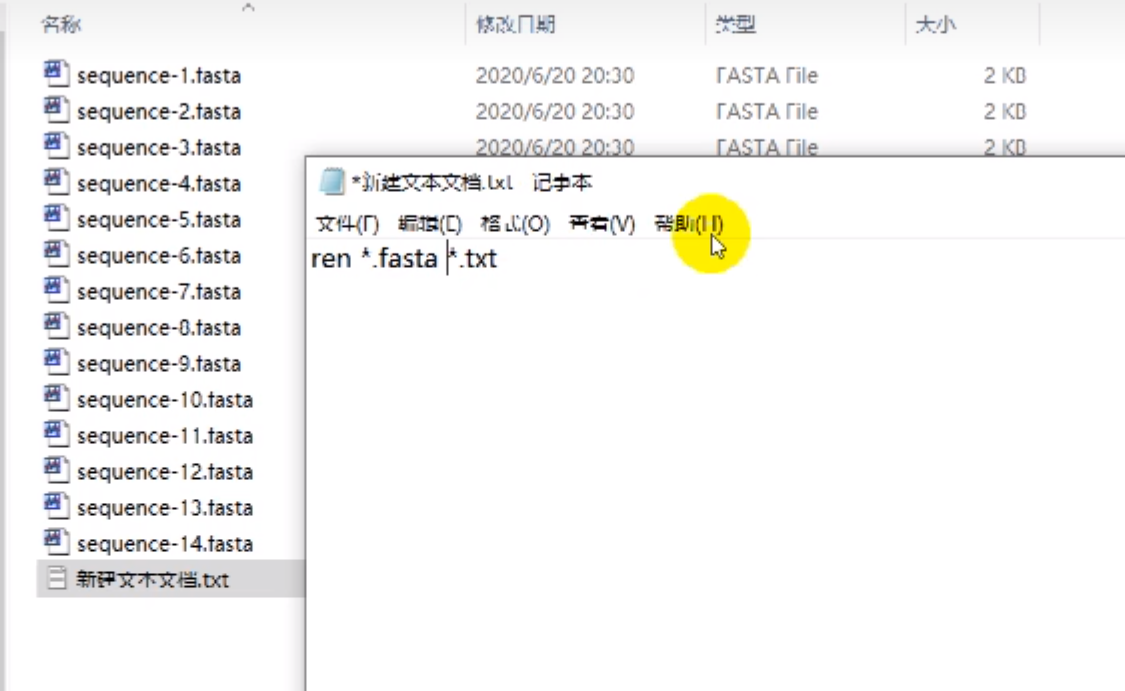 名称 修改日期 类型 大小
sequence-1.fasta 2020/6/20 20:30 FASTA File 2 KB
sequence-2.fasta 2020/6/20 20:30 FASTA File 2 KB
sequence-3.fasta 2020/6/20 20:30 FASTA File 2 KB
sequence-4.fasta
sequence-5.fasta
sequence-6.fasta
sequence-7.fasta
sequence-8.fasta
sequence-9.fasta
sequence-10.fasta
sequence-11.fasta
sequence-12.fasta
sequence-13.fasta
sequence-14.fasta
新建文本文档.txt
*新建文本文档.txt - 记事本
文件(F) 编辑(E) 格式(O) 查看(V) 帮助(H)
ren *.fasta *.txt